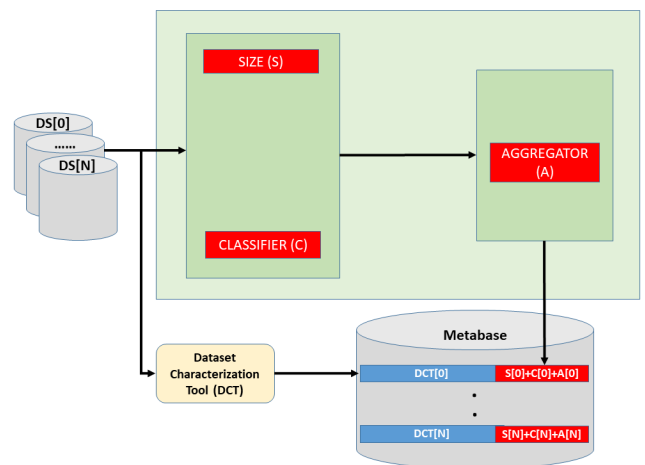 SIZE (S)
DS[0]
......
DS[N]
AGGREGATOR
(A)
CLASSIFIER (C)
Metabase
Dataset
Characterization
Tool (DCT)
DCT[0] S[0]+C[0]+A[0]
DCT[N] S[N]+C[N]+A[N]